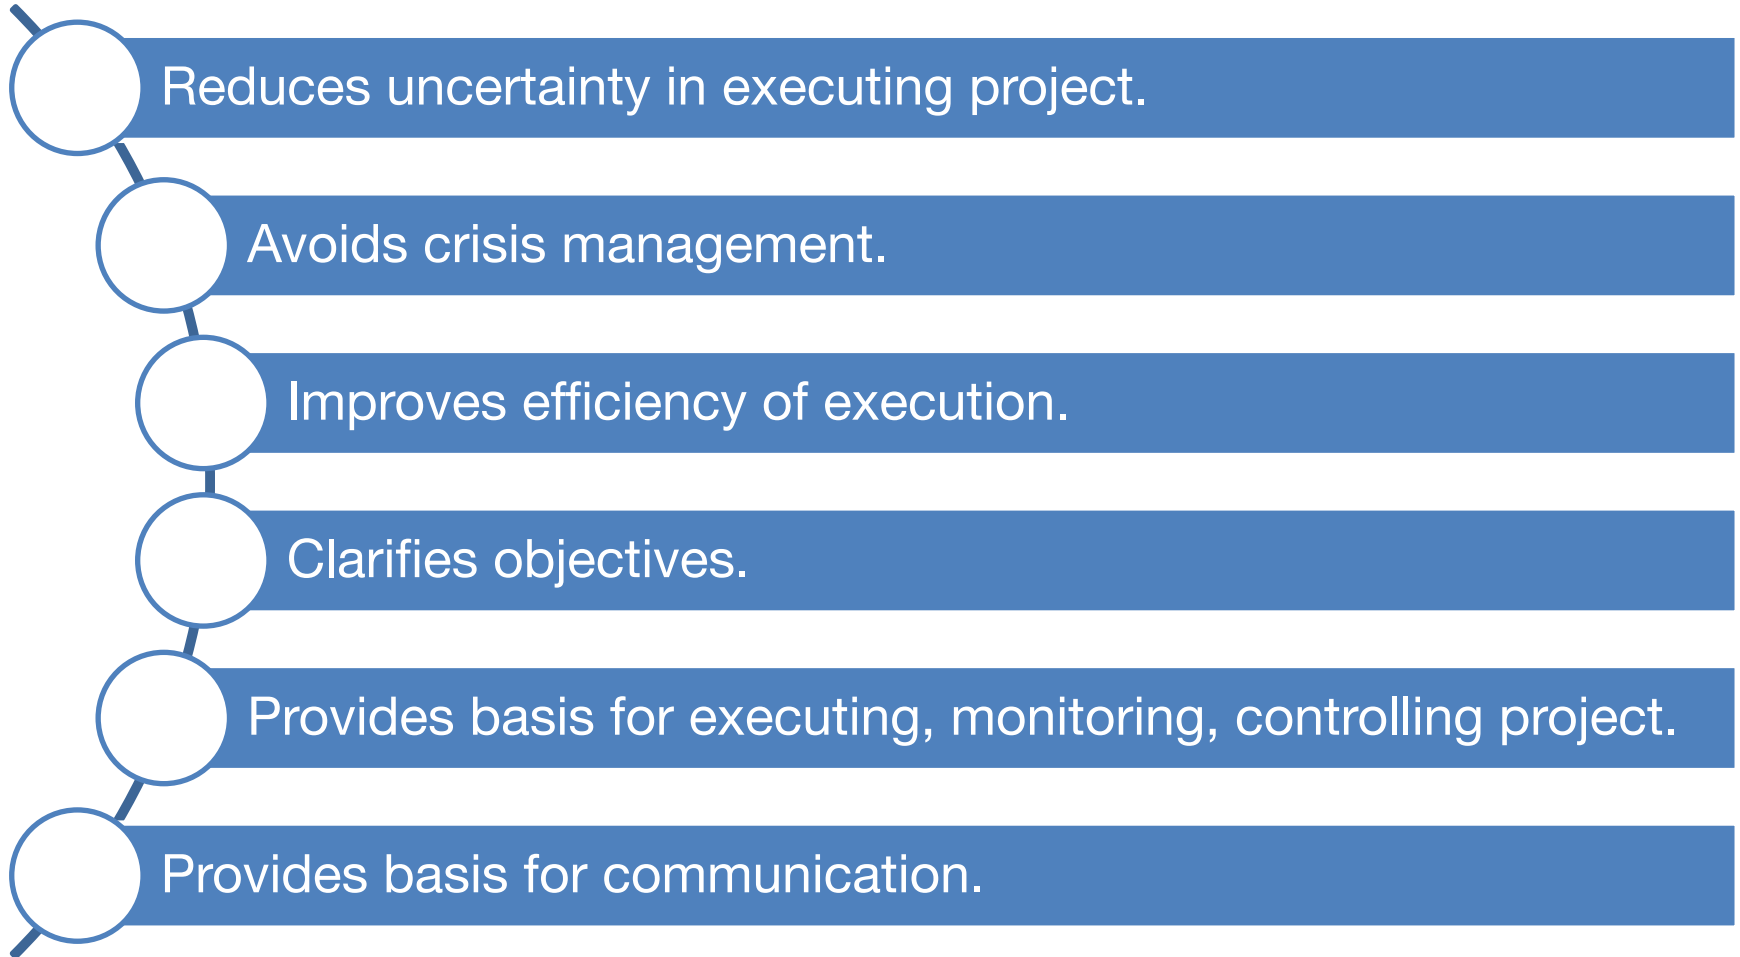 Reduces uncertainty in executing project.
Avoids crisis management.
Improves efficiency of execution.
Clarifies objectives.
Provides basis for executing, monitoring, controlling project.
Provides basis for communication.